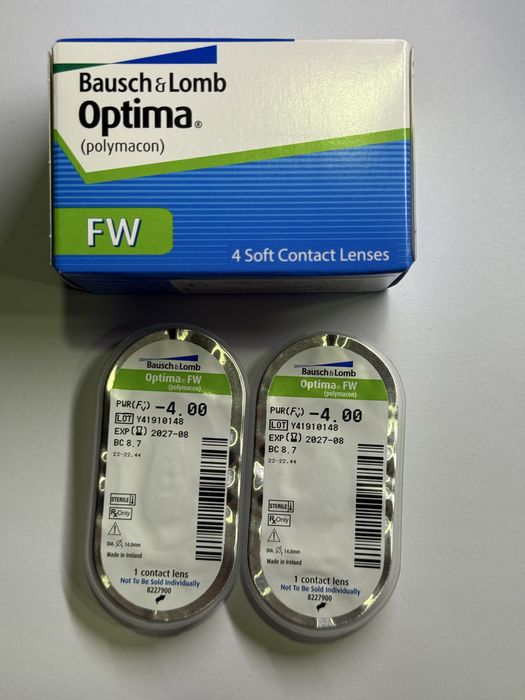 Bausch & Lomb
Optima®
(polymacon)
FW
4 Soft Contact Lenses
Bausch & Lomb
Optima® FW
(polymacon)
PWR(F'v) -4.00
LOT Y41910148
EXP 2027-08
BC 8.7
22-22.44
STERILE
Rx Only
DIA. Ø 14.0mm
Made in Ireland
1 contact lens
Not To Be Sold Individually
8227900
Bausch & Lomb
Optima® FW
(polymacon)
PWR(F'v) -4.00
LOT Y41910148
EXP 2027-08
BC 8.7
22-22.44
STERILE
Rx Only
DIA. Ø 14.0mm
Made in Ireland
1 contact lens
Not To Be Sold Individually
8227900